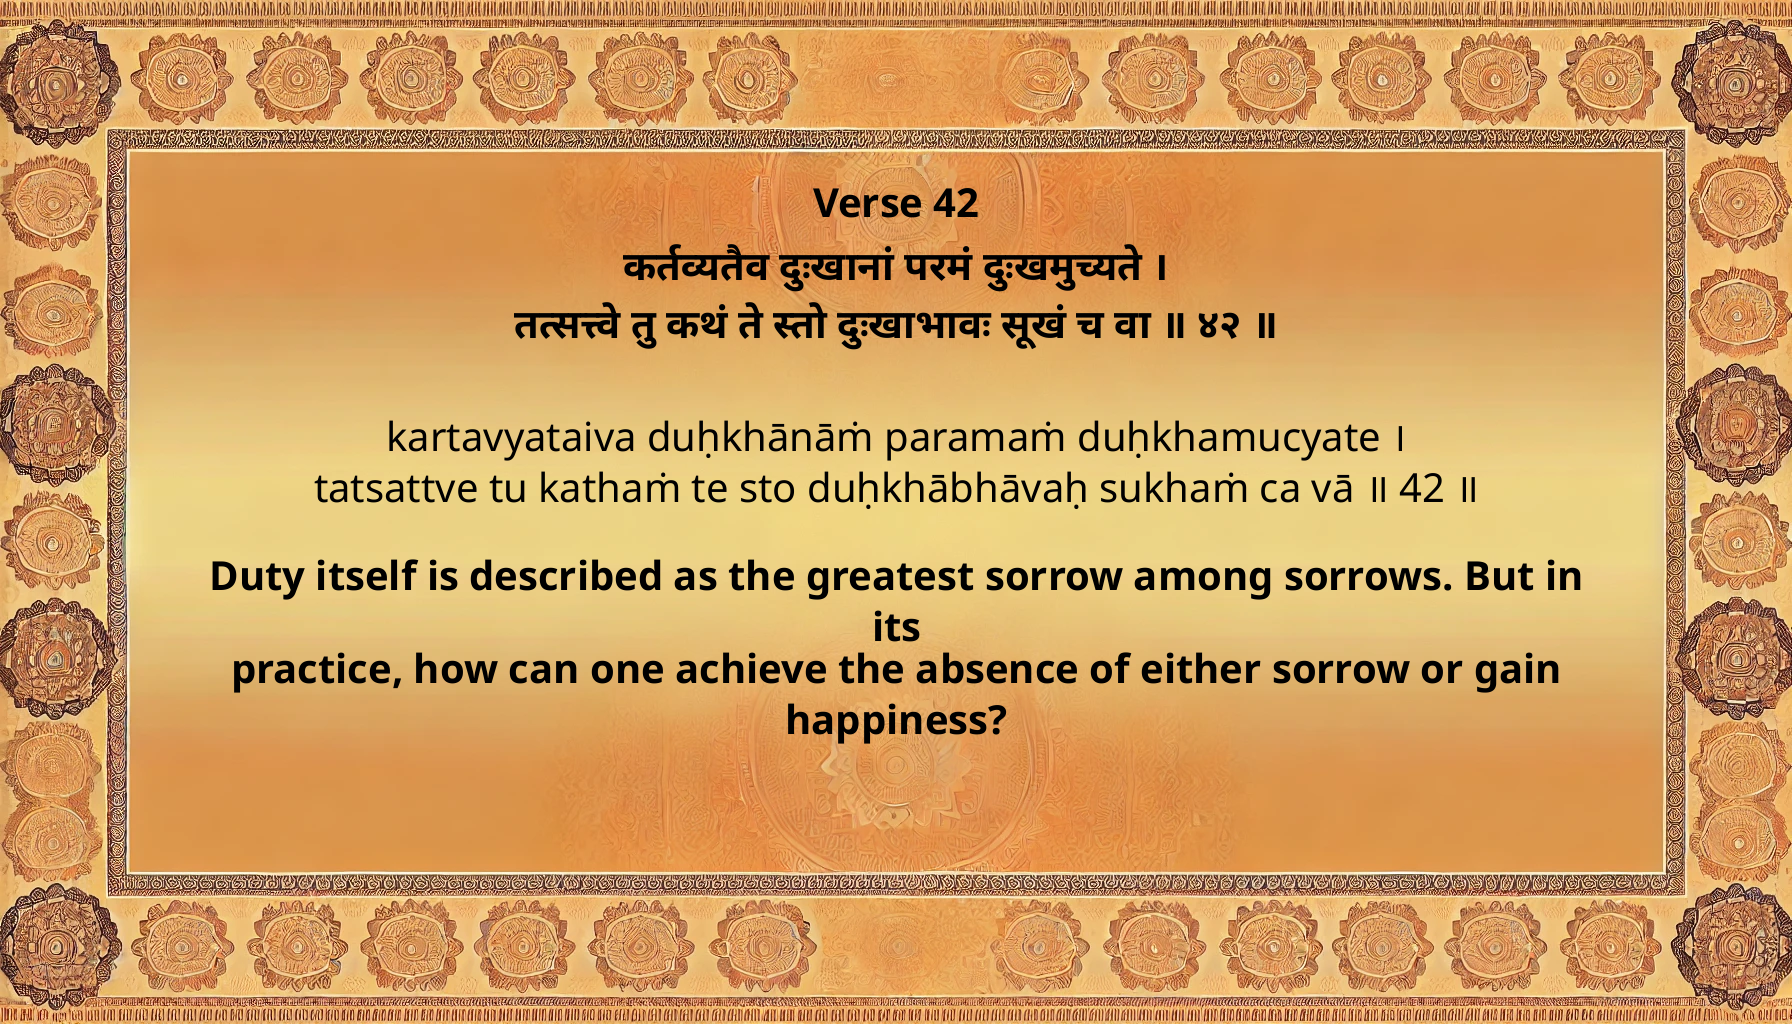 Verse 42
कर्तव्यतैव दुःखानां परमं दुःखमुच्यते ।
तत्सत्त्वे तु कथं ते स्तो दुःखाभावः सूखं च वा ॥ ४२ ॥
kartavyataiva duḥkhānāṁ paramaṁ duḥkhamucyate ।
tatsattve tu kathaṁ te sto duḥkhābhāvaḥ sukhaṁ ca vā ॥ 42 ॥
Duty itself is described as the greatest sorrow among sorrows. But in
its
practice, how can one achieve the absence of either sorrow or gain
happiness?